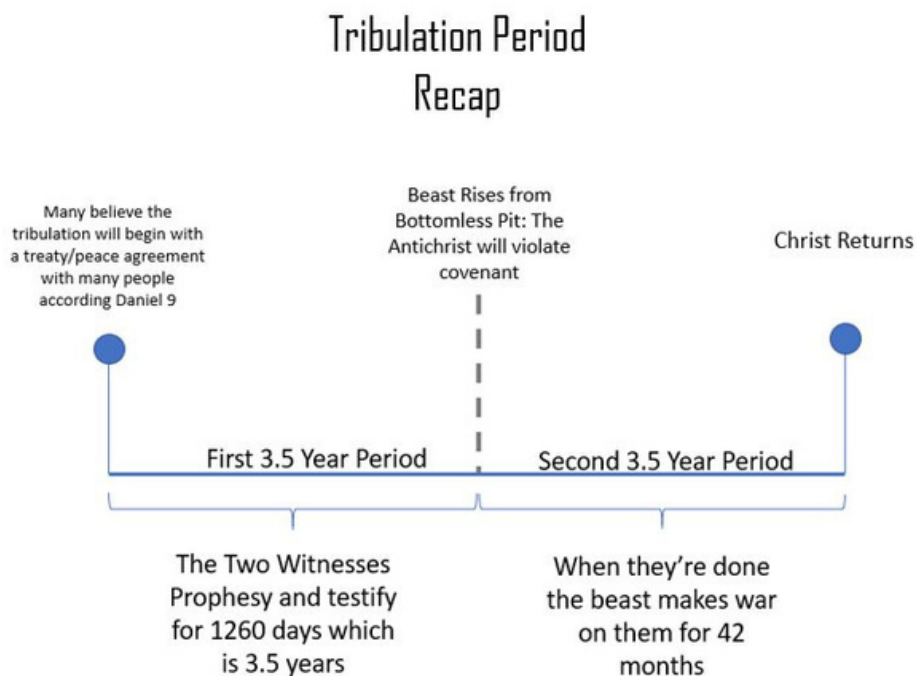 Tribulation Period
Recap
Many believe the
tribulation will begin with
a treaty/peace agreement
with many people
according Daniel 9
Beast Rises from
Bottomless Pit: The
Antichrist will violate
covenant
Christ Returns
First 3.5 Year Period
Second 3.5 Year Period
The Two Witnesses
Prophesy and testify
for 1260 days which
is 3.5 years
When they’re done
the beast makes war
on them for 42
months